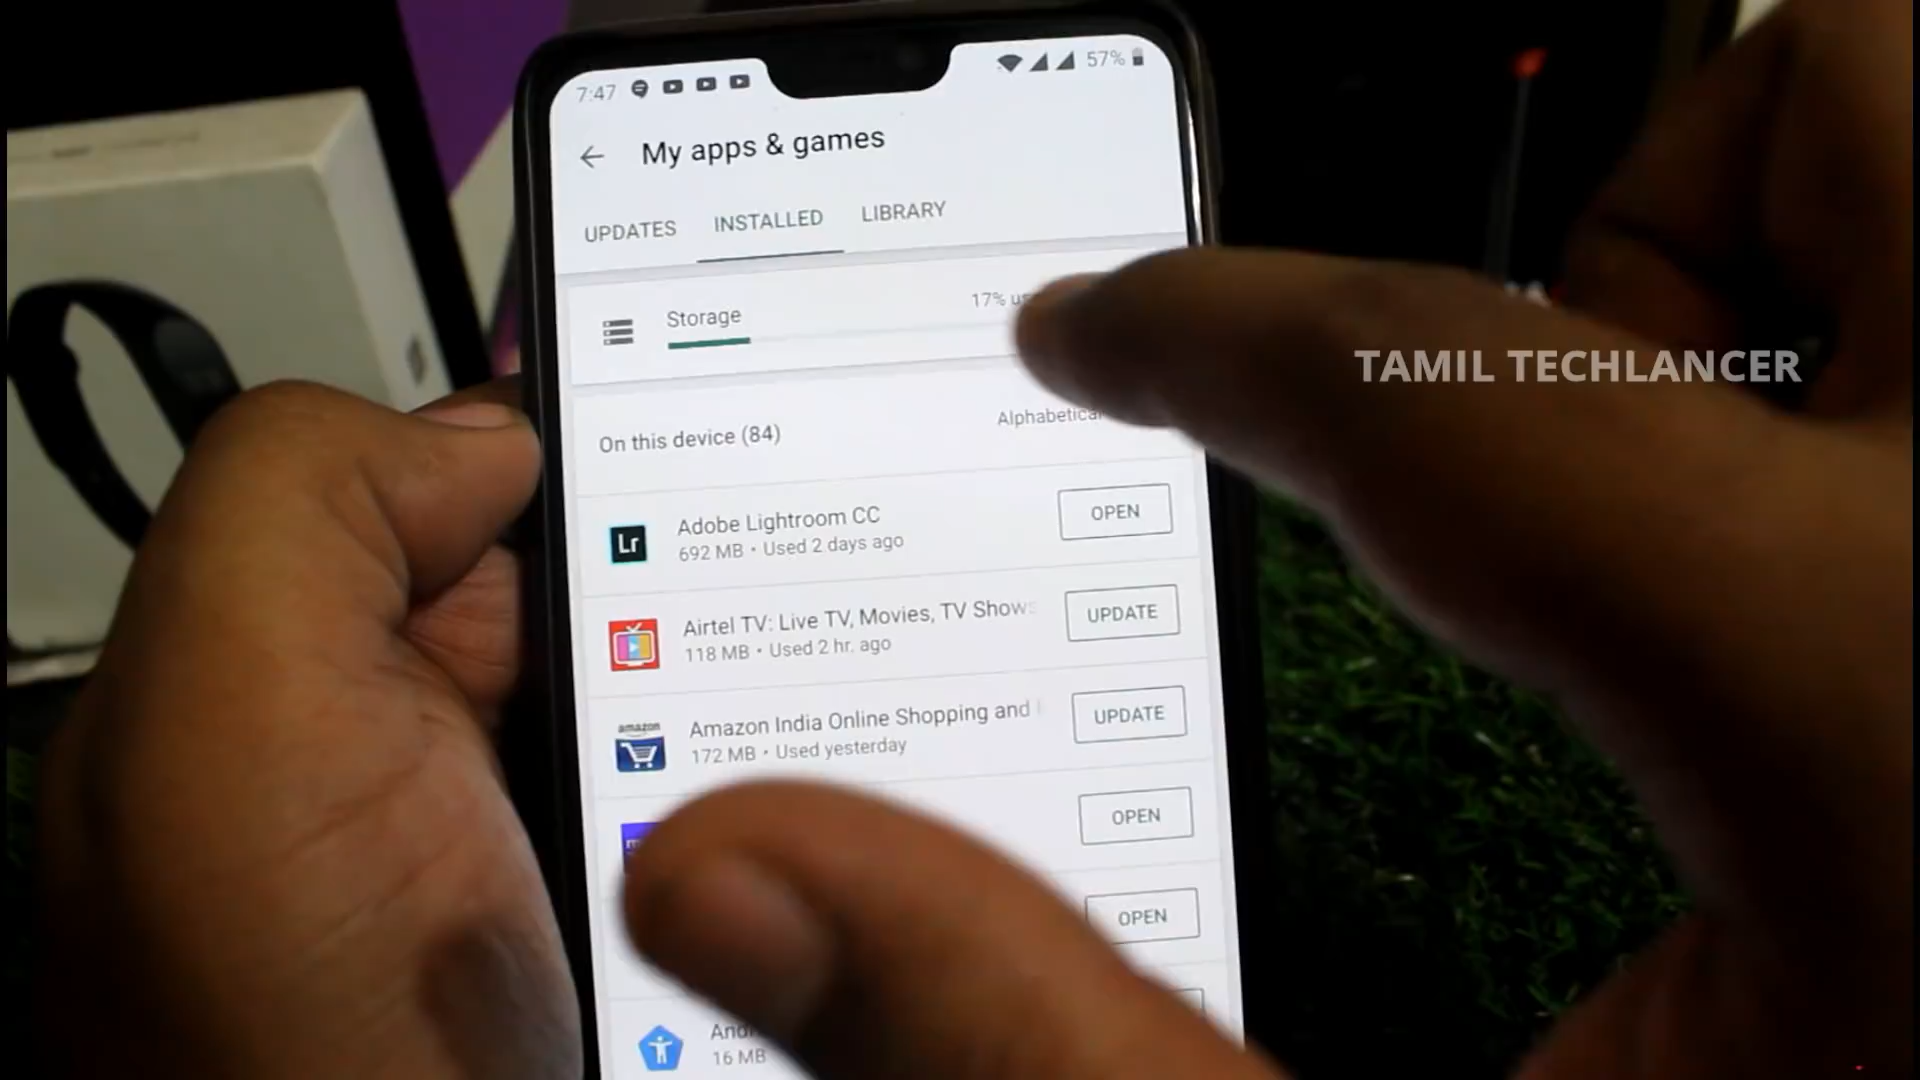 7:47
57%
My apps & games
UPDATES INSTALLED LIBRARY
Storage
17%
TAMIL TECHLANCER
On this device (84)
Alphabetical
Lr
Adobe Lightroom CC
692 MB • Used 2 days ago
OPEN
Airtel TV: Live TV, Movies, TV Shows
118 MB • Used 2 hr. ago
UPDATE
amazon
Amazon India Online Shopping and
172 MB • Used yesterday
UPDATE
OPEN
OPEN
16 MB